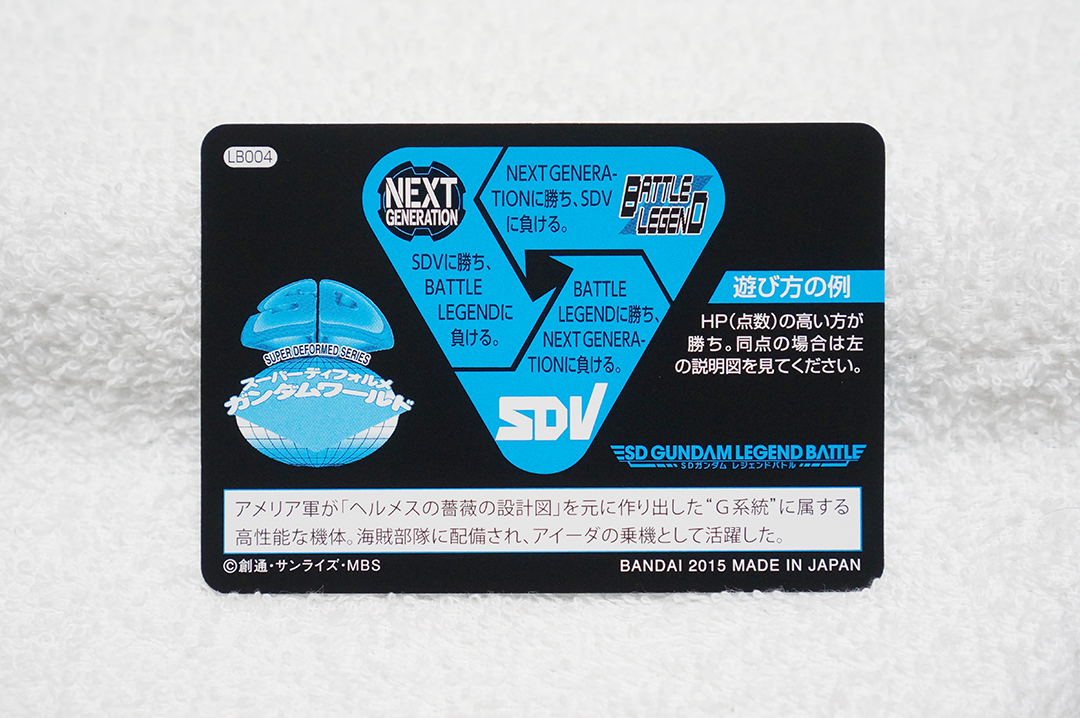 LB004
NEXT
GENERATION
NEXT GENERA-
TIONに勝ち、SDV
に負ける。
BATTLE
LEGEND
SDVに勝ち、
BATTLE
LEGENDに
負ける。
BATTLE
LEGENDに勝ち、
NEXT GENERA-
TIONに負ける。
SDV
遊び方の例
HP(点数)の高い方が
勝ち。同点の場合は左
の説明図を見てください。
SUPER DEFORMED SERIES
スーパーディフォルメ
ガンダムワールド
SD GUNDAM LEGEND BATTLE
SDガンダム レジェンドバトル
アメリア軍が「ヘルメスの薔薇の設計図」を元に作り出した“G系統”に属する
高性能な機体。海賊部隊に配備され、アイーダの乗機として活躍した。
©創通・サンライズ・MBS
BANDAI 2015 MADE IN JAPAN